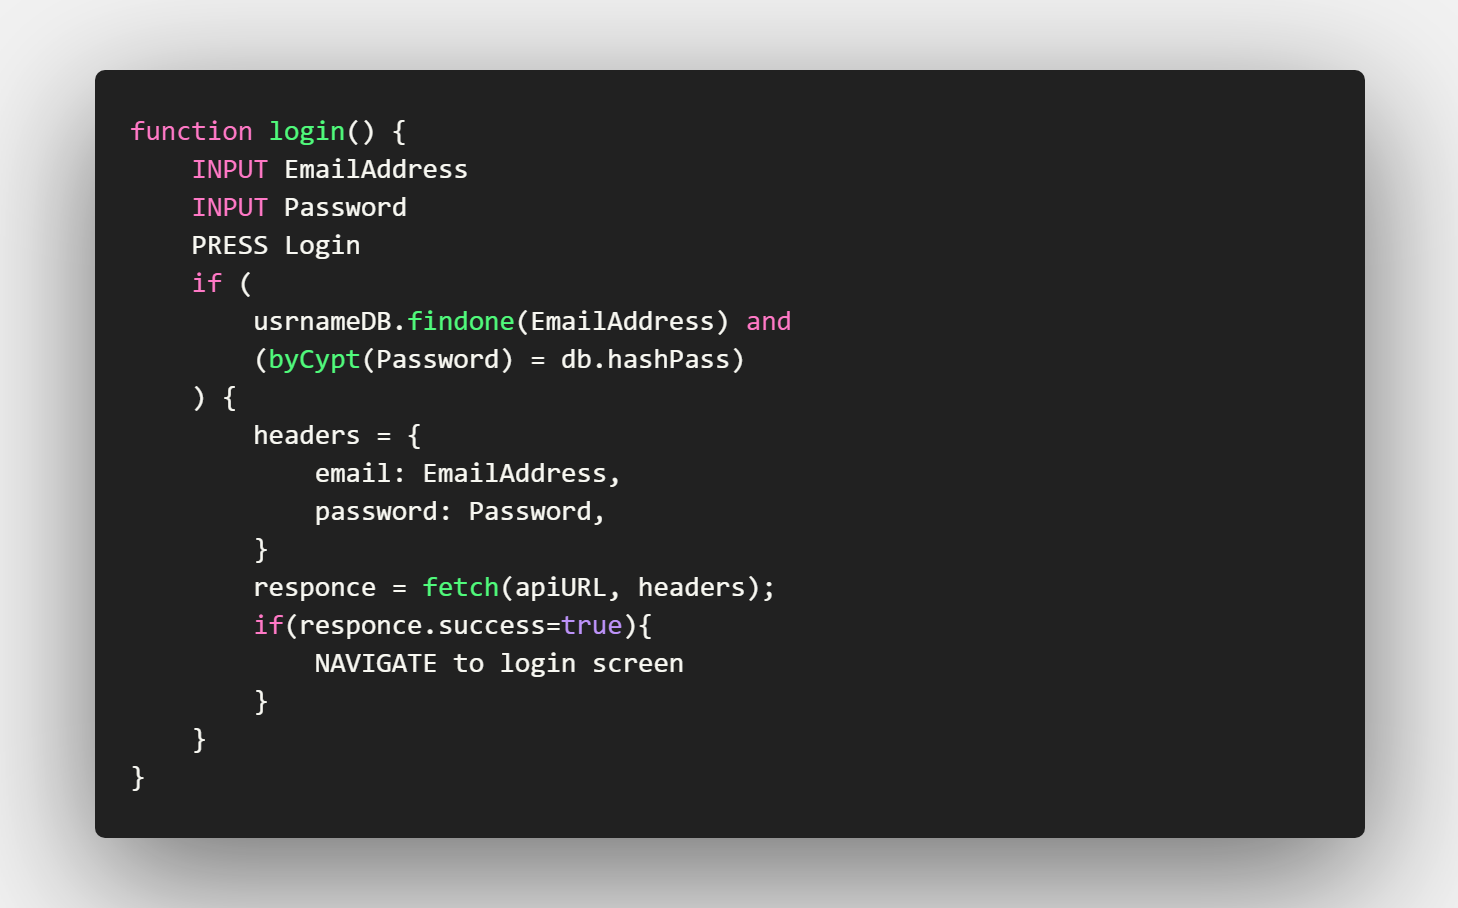 function login() {
    INPUT EmailAddress
    INPUT Password
    PRESS Login
    if (
        usrnameDB.findone(EmailAddress) and
        (byCypt(Password) = db.hashPass)
    ) {
        headers = {
            email: EmailAddress,
            password: Password,
        }
        responce = fetch(apiURL, headers);
        if(responce.success=true){
            NAVIGATE to login screen
        }
    }
}